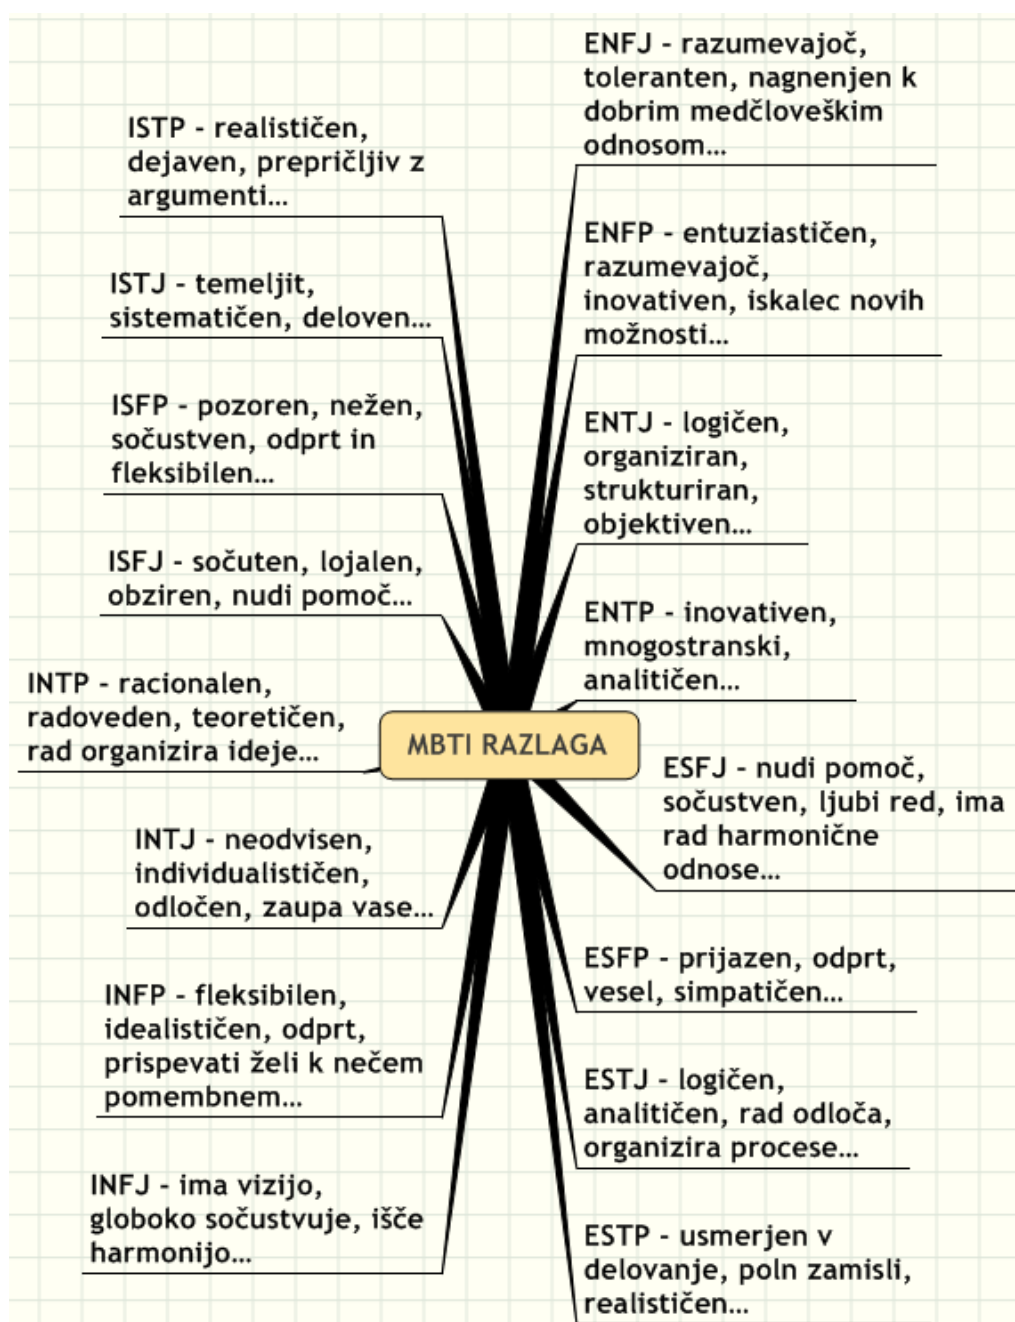 ISTP - realističen,
dejaven, prepričljiv z
argumenti...
ISTJ - temeljit,
sistematičen, deloven...
ISFP - pozoren, nežen,
sočustven, odprt in
fleksibilen...
ISFJ - sočuten, lojalen,
obziren, nudi pomoč...
INTP - racionalen,
radoveden, teoretičen,
rad organizira ideje...
INTJ - neodvisen,
individualističen,
odločen, zaupa vase...
INFP - fleksibilen,
idealističen, odprt,
prispevati želi k nečem
pomembnem...
INFJ - ima vizijo,
globoko sočustvuje, išče
harmonijo...
MBTI RAZLAGA
ENFJ - razumevajoč,
toleranten, nagnenjen k
dobrim medčloveškim
odnosom...
ENFP - entuziastičen,
razumevajoč,
inovativen, iskalec novih
možnosti...
ENTJ - logičen,
organiziran,
strukturiran,
objektiven...
ENTP - inovativen,
mnogostranski,
analitičen...
ESFJ - nudi pomoč,
sočustven, ljubi red, ima
rad harmonične
odnose...
ESFP - prijazen, odprt,
vesel, simpatičen...
ESTJ - logičen,
analitičen, rad odloča,
organizira procese...
ESTP - usmerjen v
delovanje, poln zamisli,
realističen...